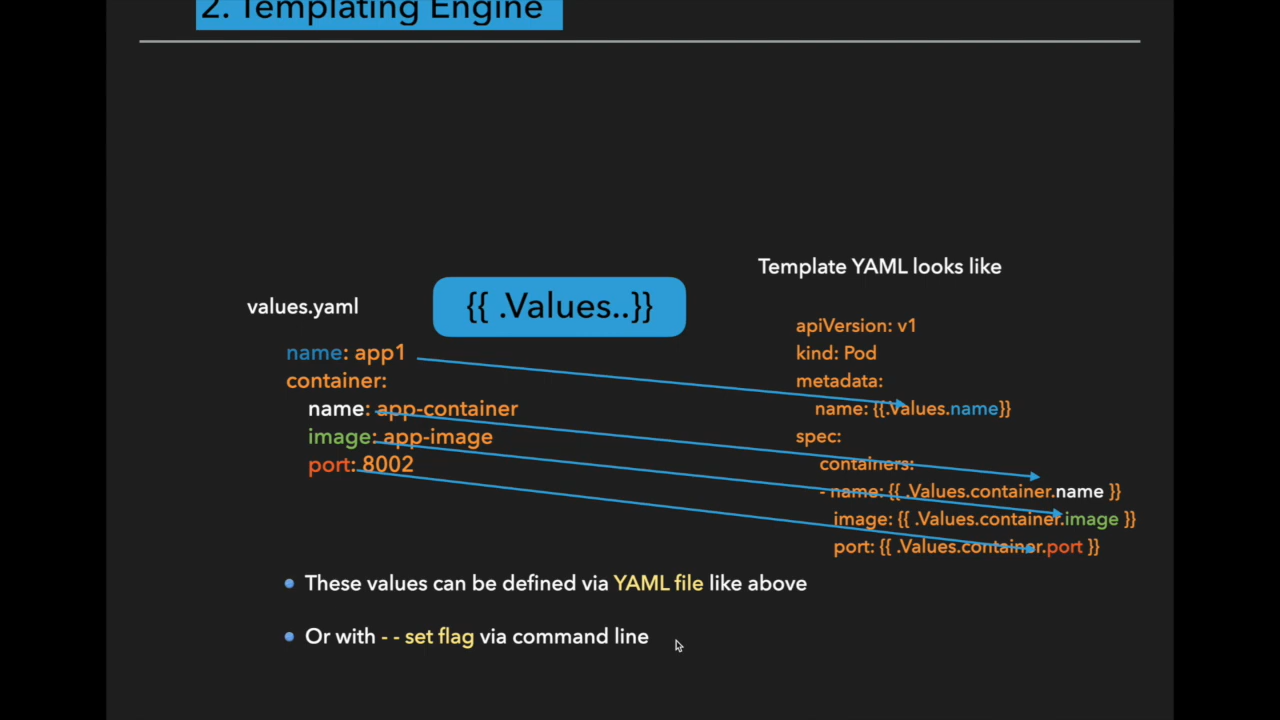 2. Templating Engine
Template YAML looks like
values.yaml
{{ .Values..}}
name: app1
container:
name: app-container
image: app-image
port: 8002
apiVersion: v1
kind: Pod
metadata:
name: {{.Values.name}}
spec:
containers:
- name: {{ .Values.container.name }}
image: {{ .Values.container.image }}
port: {{ .Values.container.port }}
These values can be defined via YAML file like above
Or with - - set flag via command line